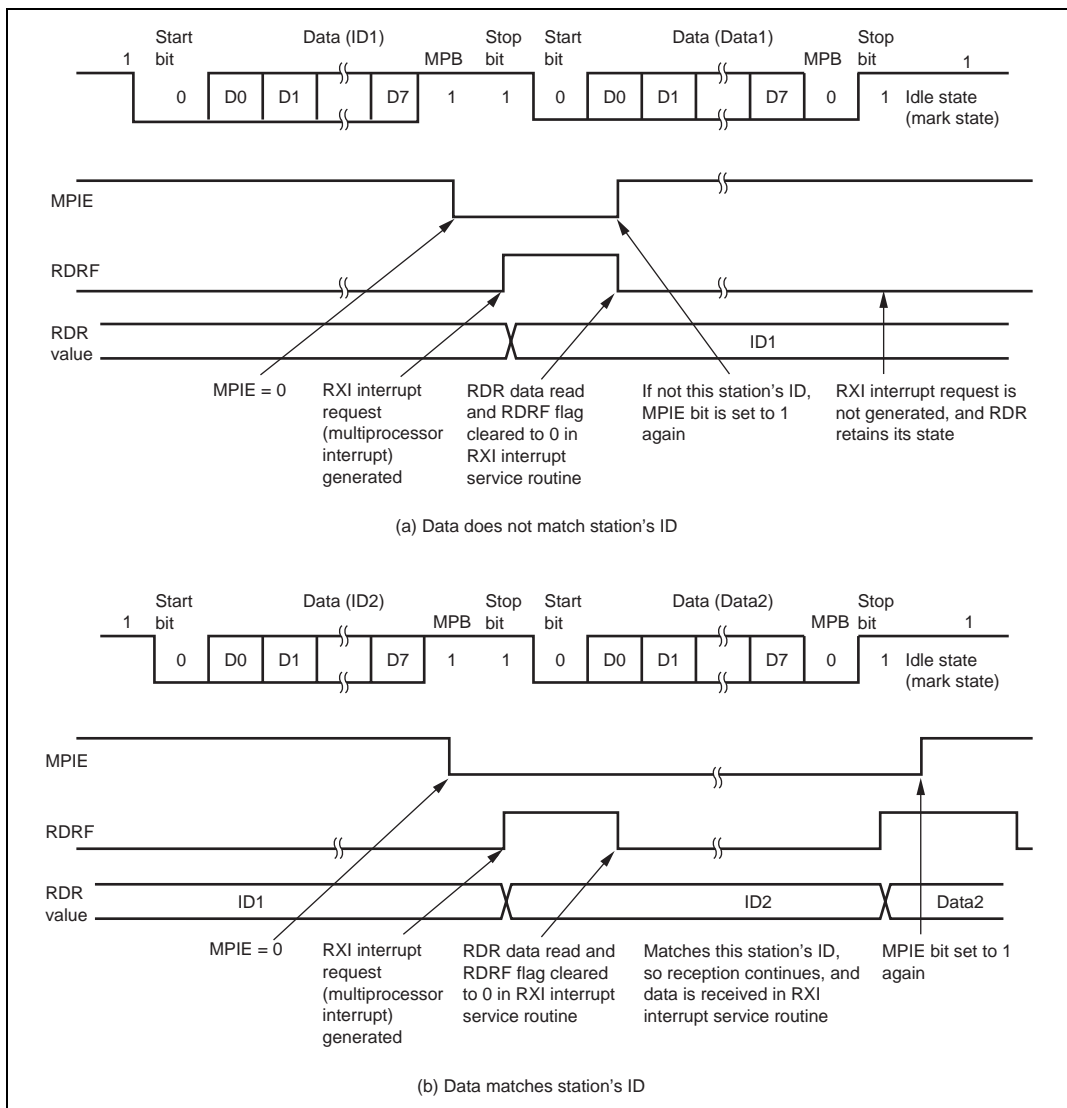 Start bit Data (ID1) MPB Stop bit Start bit Data (Data1) MPB Stop bit
1 1
0 D0 D1 D7 1 1 0 D0 D1 D7 0 1 Idle state (mark state)
MPIE
RDRF
RDR value
ID1
MPIE = 0
RXI interrupt
request
(multiprocessor
interrupt)
generated
RDR data read
and RDRF flag
cleared to 0 in
RXI interrupt
service routine
If not this station's ID,
MPIE bit is set to 1
again
RXI interrupt request is
not generated, and RDR
retains its state
(a) Data does not match station's ID
Start bit Data (ID2) MPB Stop bit Start bit Data (Data2) MPB Stop bit
1 1
0 D0 D1 D7 1 1 0 D0 D1 D7 0 1 Idle state (mark state)
MPIE
RDRF
RDR value
ID1 ID2 Data2
MPIE = 0
RXI interrupt
request
(multiprocessor
interrupt)
generated
RDR data read and
RDRF flag cleared
to 0 in RXI interrupt
service routine
Matches this station's ID,
so reception continues, and
data is received in RXI
interrupt service routine
MPIE bit set to 1
again
(b) Data matches station's ID